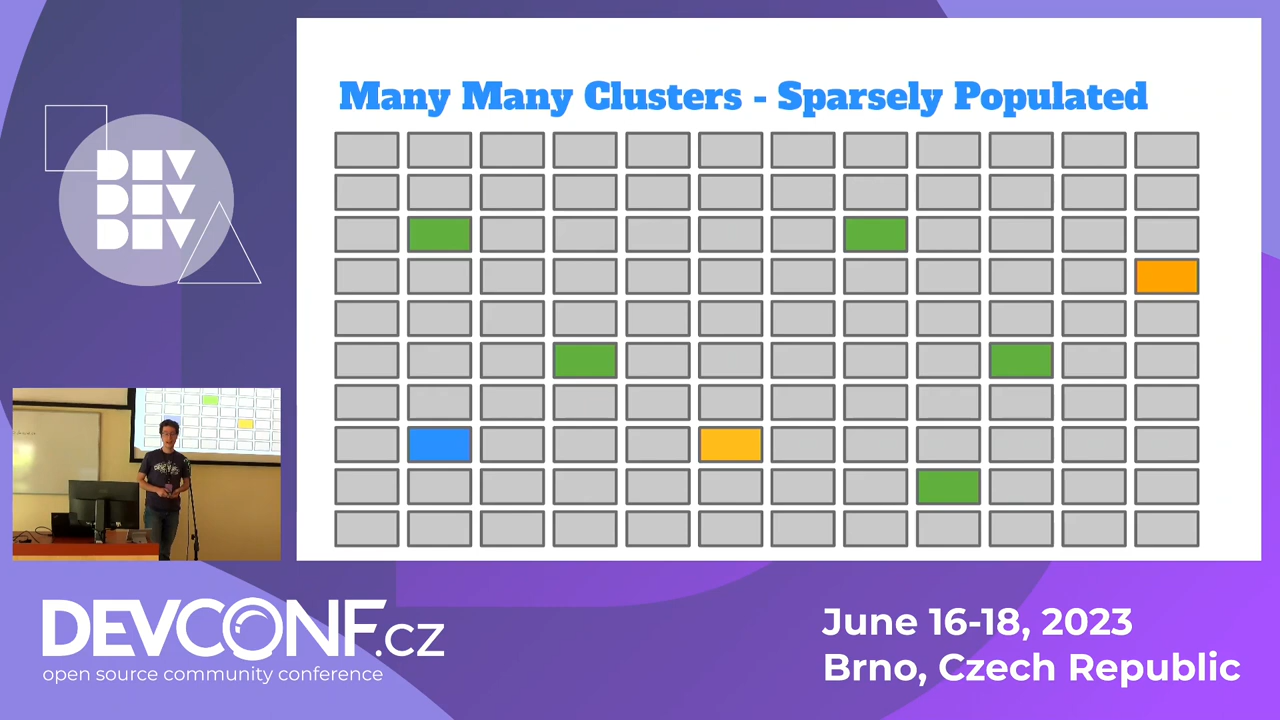 Many Many Clusters - Sparsely Populated
DEV
DEV
DEV
DEVCONF.cz
open source community conference
June 16-18, 2023
Brno, Czech Republic